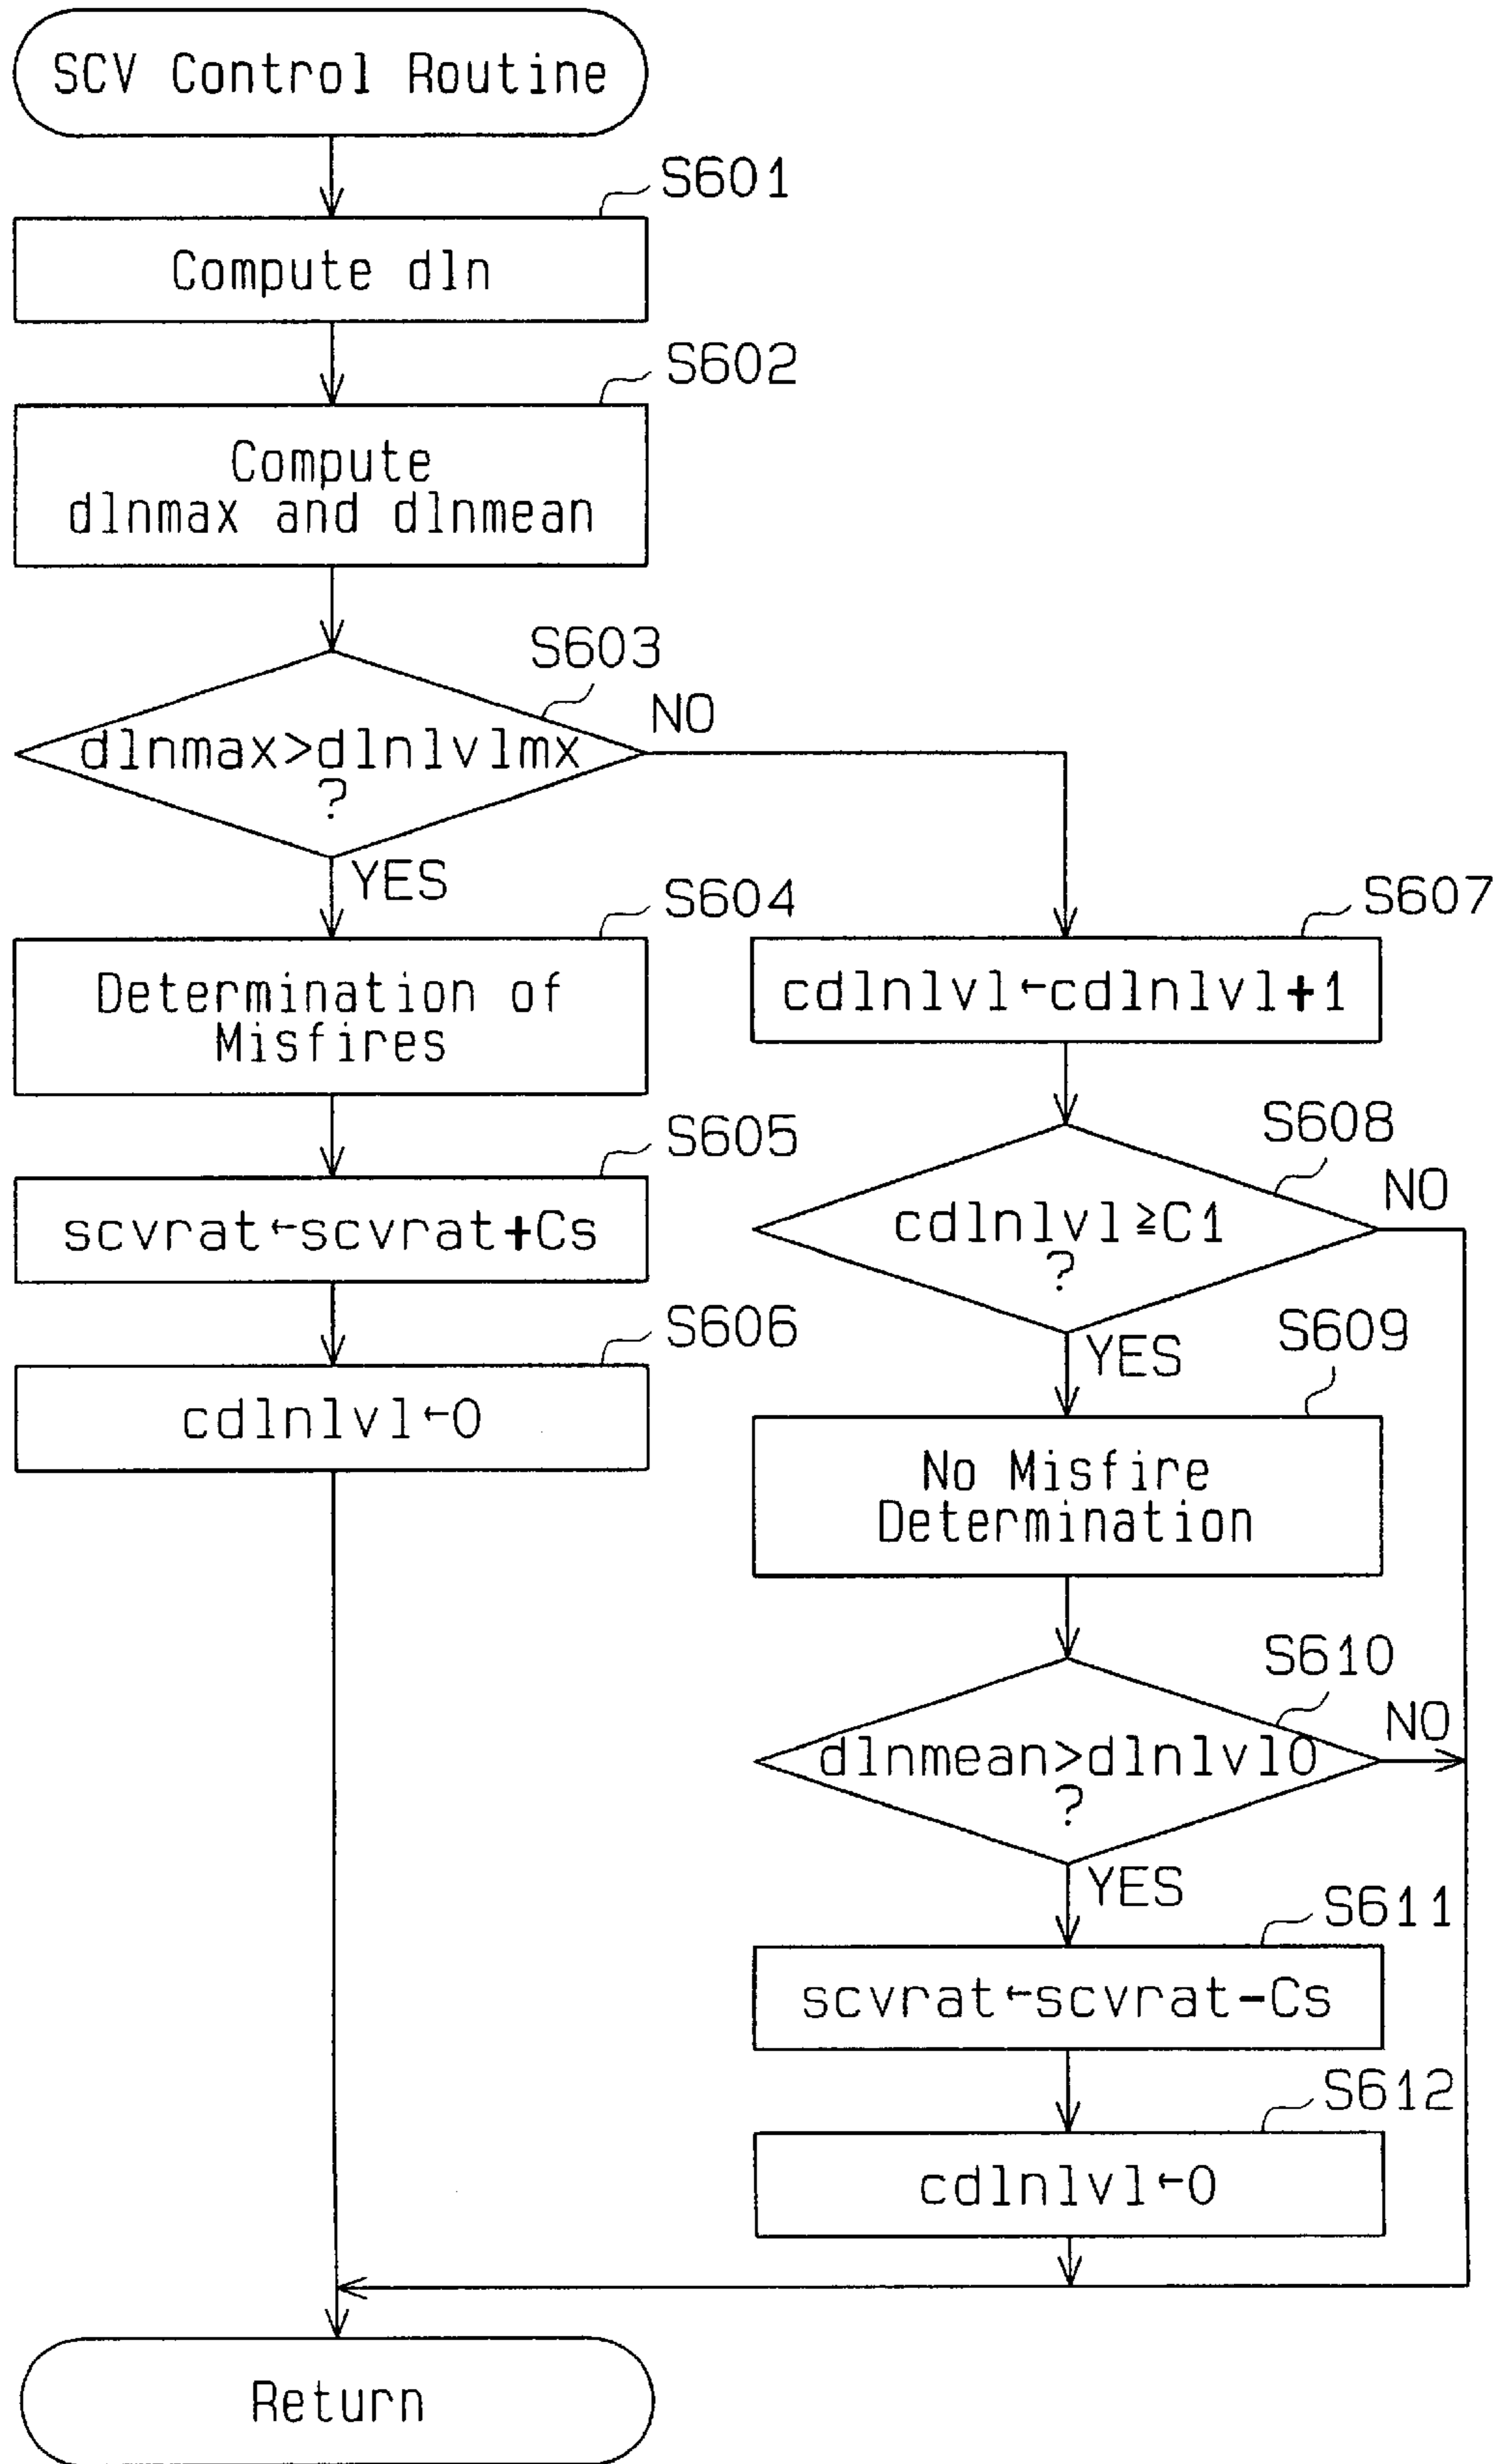 SCV Control Routine
S601
Compute dln
S602
Compute
dlnmax and dlnmean
S603
dlnmax>dlnlvlmx
?
NO
YES
S604
Determination of
Misfires
S605
scvrat←scvrat+Cs
S606
cdlnlvl←0
S607
cdlnlvl←cdlnlvl+1
S608
cdlnlvl≧C1
?
NO
YES
S609
No Misfire
Determination
S610
dlnmean>dlnlvl0
?
NO
YES
S611
scvrat←scvrat-Cs
S612
cdlnlvl←0
Return